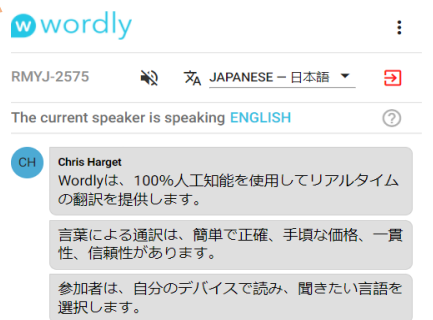 wordly
RMYJ-2575
JAPANESE — 日本語
The current speaker is speaking ENGLISH
CH
Chris Harget
Wordlyは、100%人工知能を使用してリアルタイム
の翻訳を提供します。
言葉による通訳は、簡単で正確、手頃な価格、一貫
性、信頼性があります。
参加者は、自分のデバイスで読み、聞きたい言語を
選択します。